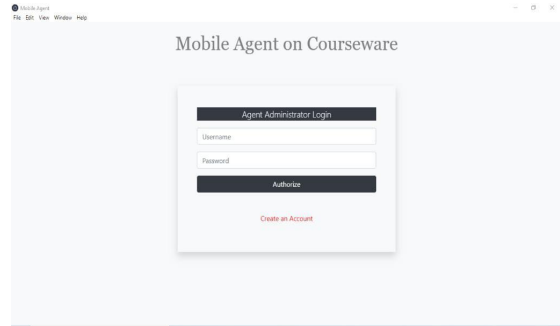 Mobile Agent
File Edit View Window Help
Mobile Agent on Courseware
Agent Administrator Login
Username
Password
Authorize
Create an Account